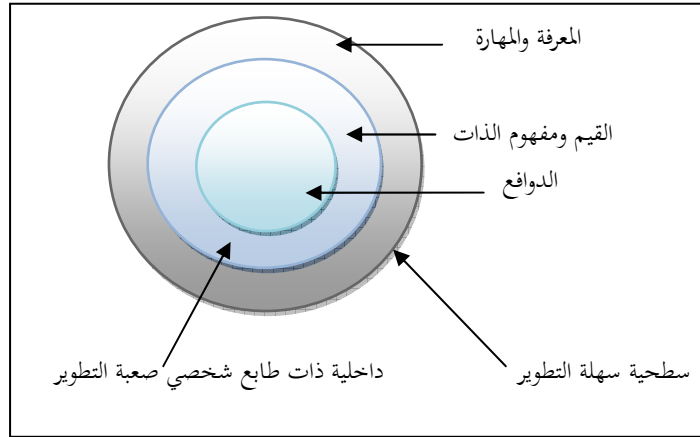 المعرفة والمهارة
القيم ومفهوم الذات
الدوافع
سطحية سهلة التطوير
داخلية ذات طابع شخصي صعبة التطوير